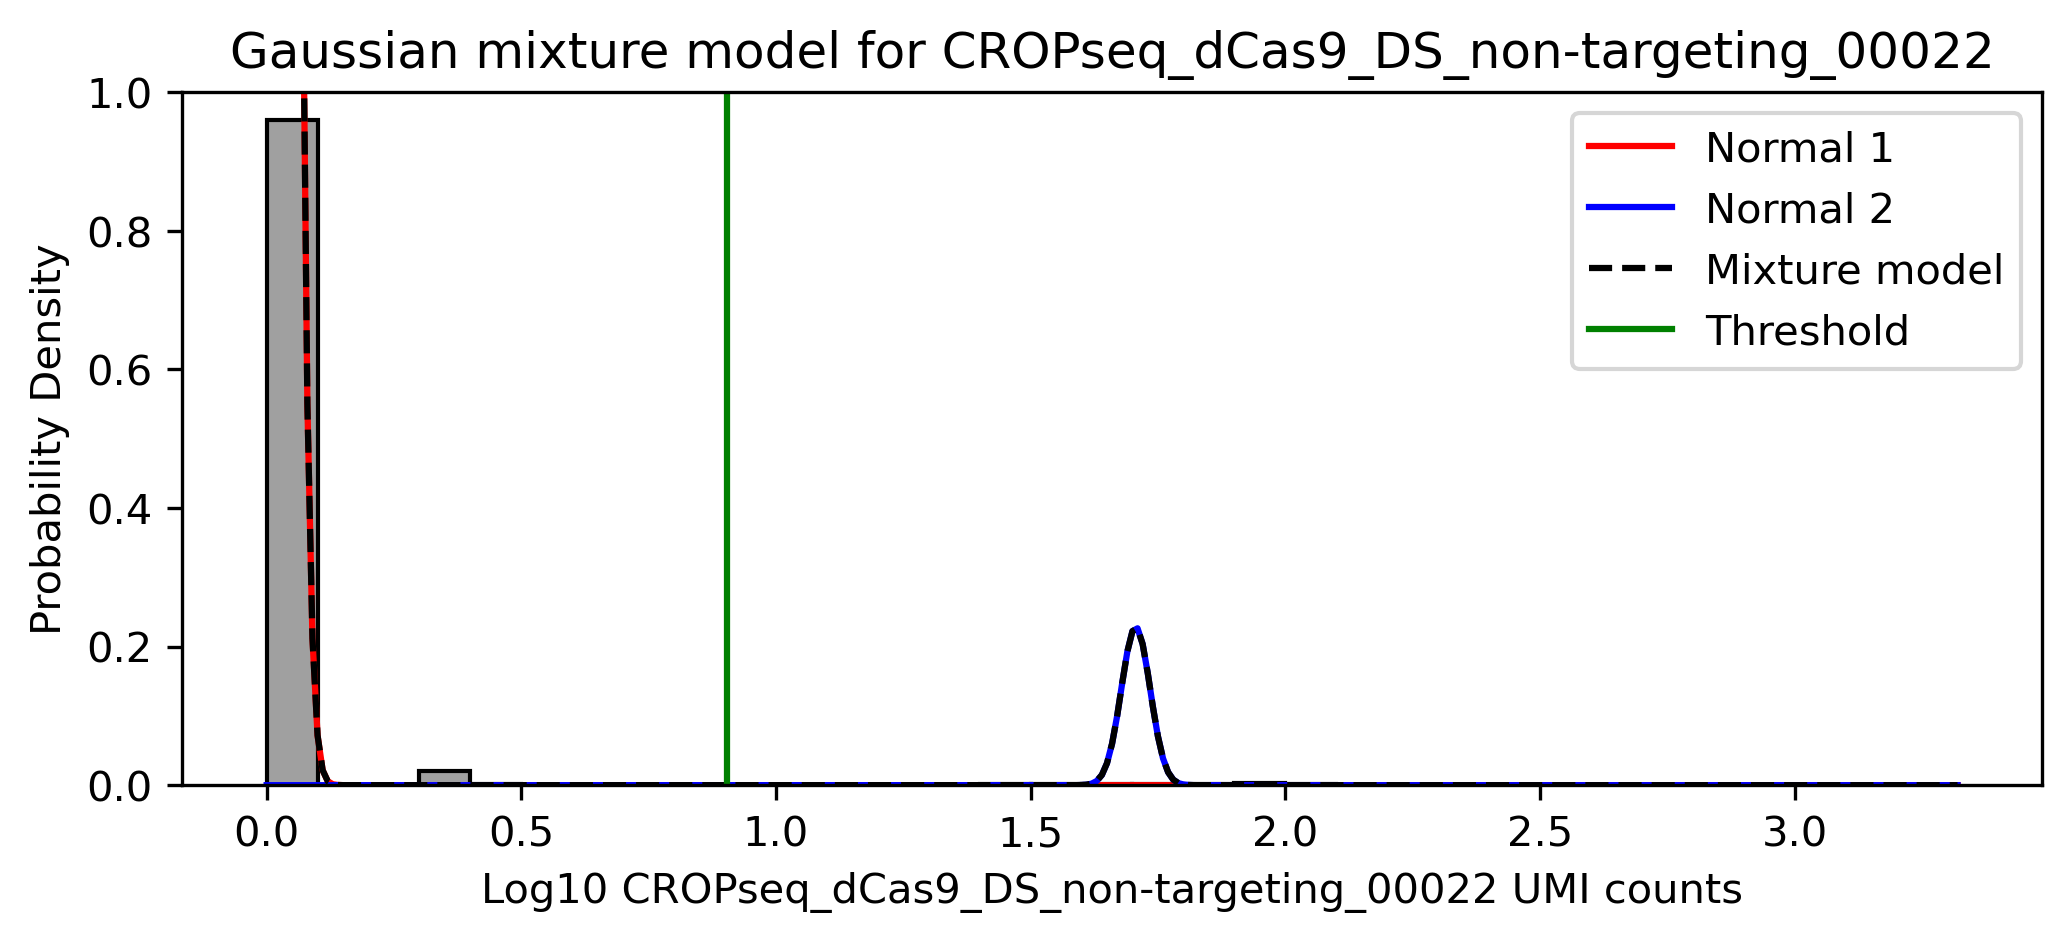 Gaussian mixture model for CROPseq_dCas9_DS_non-targeting_00022
1.0
0.8
0.6
0.4
0.2
0.0
Probability Density
Normal 1
Normal 2
Mixture model
Threshold
0.0 0.5 1.0 1.5 2.0 2.5 3.0
Log10 CROPseq_dCas9_DS_non-targeting_00022 UMI counts